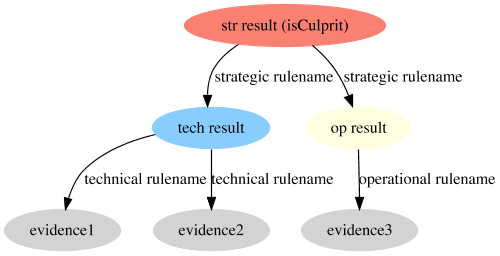 str result (isCulprit)
strategic rulename
strategic rulename
tech result
op result
technical rulename
technical rulename
operational rulename
evidence1
evidence2
evidence3